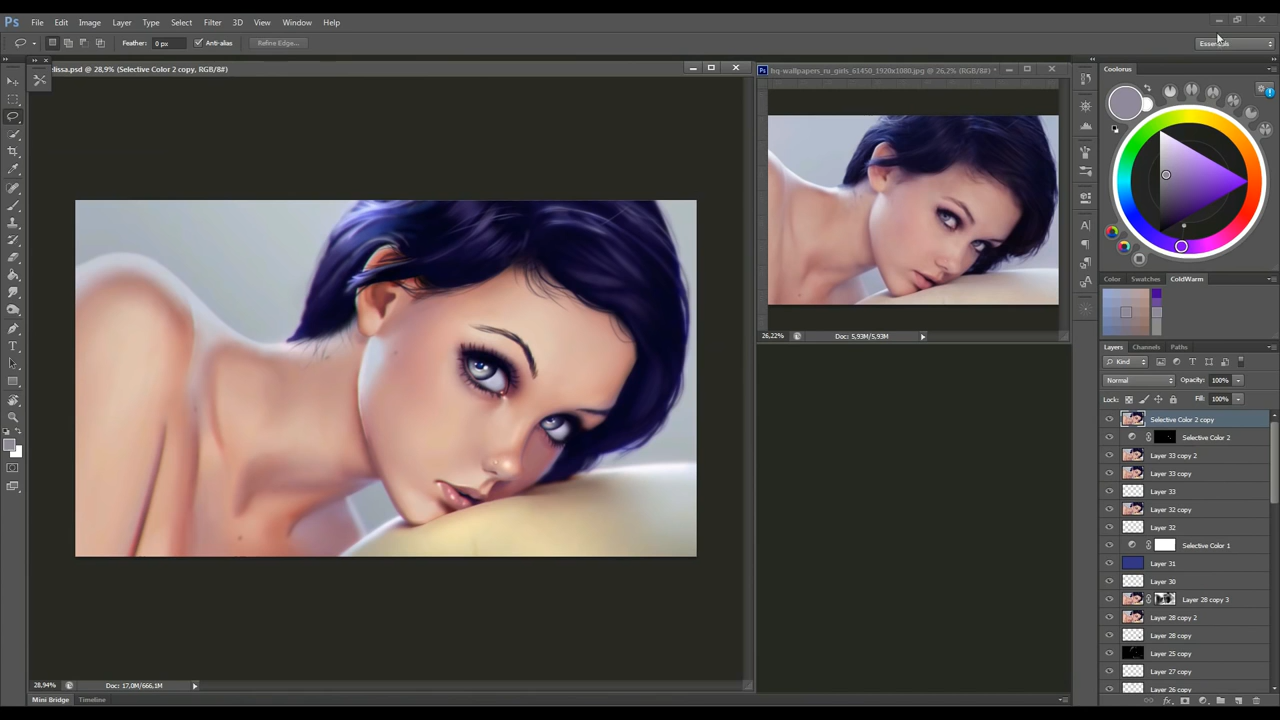 Ps File Edit Image Layer Type Select Filter 3D View Window Help
Feather: 0 px Anti-alias Refine Edge... Essentials
lissa.psd @ 28,9% (Selective Color 2 copy, RGB/8#)
hq-wallpapers_ru_girls_61450_1920x1080.jpg @ 26,2% (RGB/8#)
Coolorus
Color Swatches ColdWarm
26,22% Doc: 5,93M/5,93M
Layers Channels Paths
Kind
Normal Opacity: 100%
Lock: Fill: 100%
Selective Color 2 copy
Selective Color 2
Layer 33 copy 2
Layer 33 copy
Layer 33
Layer 32 copy
Layer 32
Selective Color 1
Layer 31
Layer 30
Layer 28 copy 3
Layer 28 copy 2
Layer 28 copy
Layer 25 copy
Layer 27 copy
Layer 26 copy
28,94% Doc: 17,0M/666,1M
Mini Bridge Timeline
fx